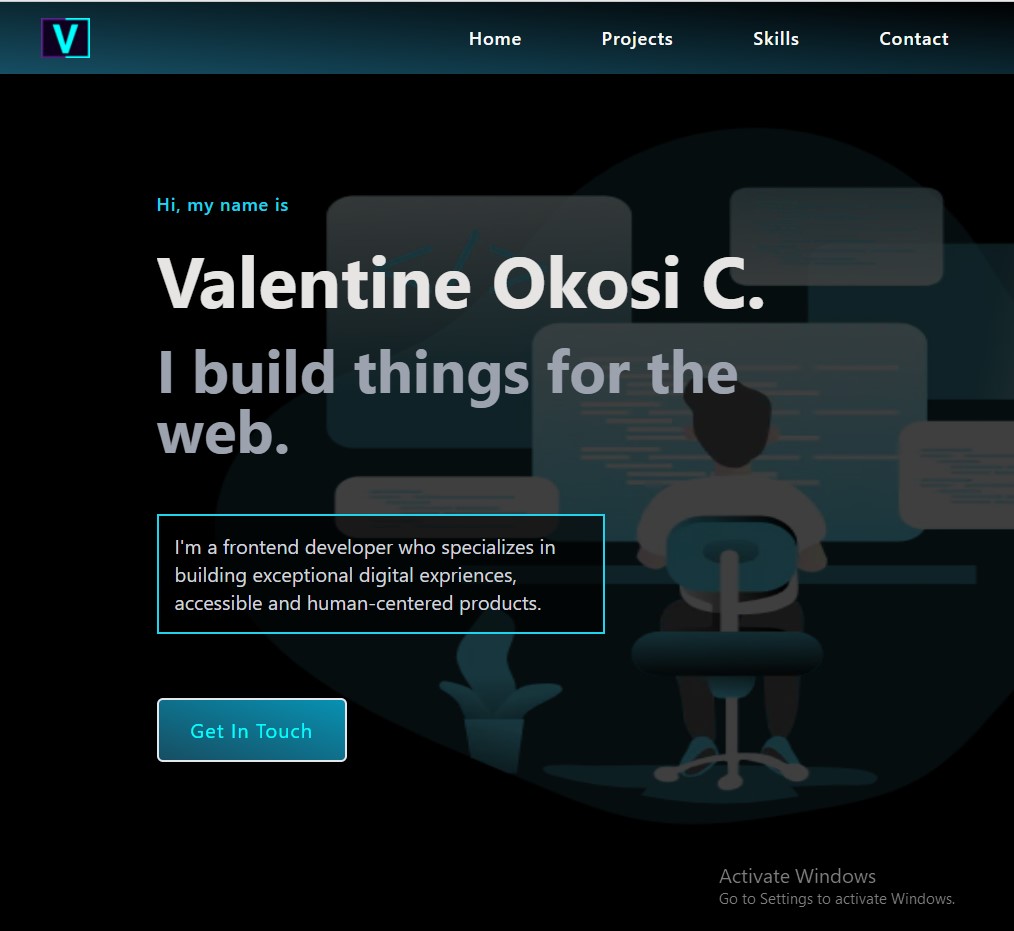 V
Home Projects Skills Contact
Hi, my name is
Valentine Okosi C.
I build things for the
web.
I'm a frontend developer who specializes in
building exceptional digital expriences,
accessible and human-centered products.
Get In Touch
Activate Windows
Go to Settings to activate Windows.